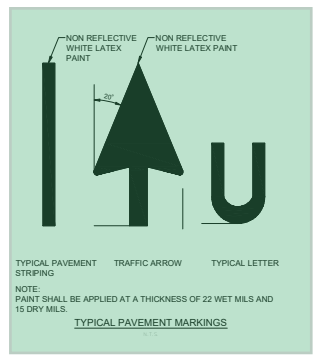 NON REFLECTIVE
WHITE LATEX
PAINT
NON REFLECTIVE
WHITE LATEX PAINT
20°
TYPICAL PAVEMENT
STRIPING
TRAFFIC ARROW
TYPICAL LETTER
NOTE:
PAINT SHALL BE APPLIED AT A THICKNESS OF 22 WET MILS AND
15 DRY MILS.
TYPICAL PAVEMENT MARKINGS
N.T.S.